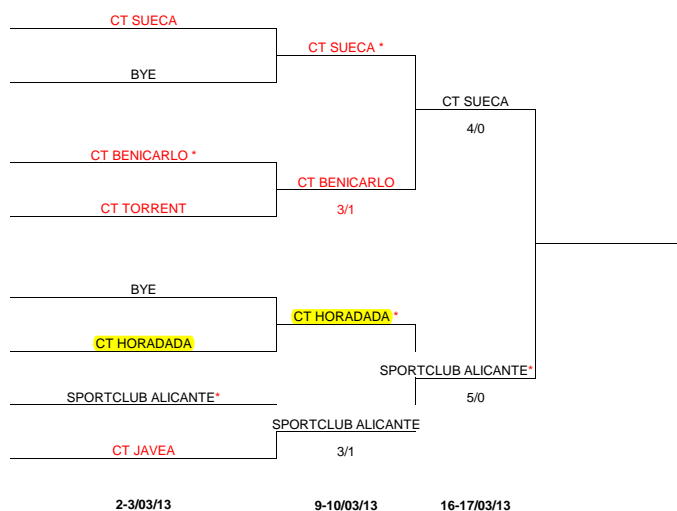 CT SUECA
CT SUECA *
BYE
CT SUECA
4/0
CT BENICARLO *
CT BENICARLO
CT TORRENT
3/1
BYE
CT HORADADA *
CT HORADADA
SPORTCLUB ALICANTE*
SPORTCLUB ALICANTE*
5/0
SPORTCLUB ALICANTE
CT JAVEA
3/1
2-3/03/13
9-10/03/13
16-17/03/13